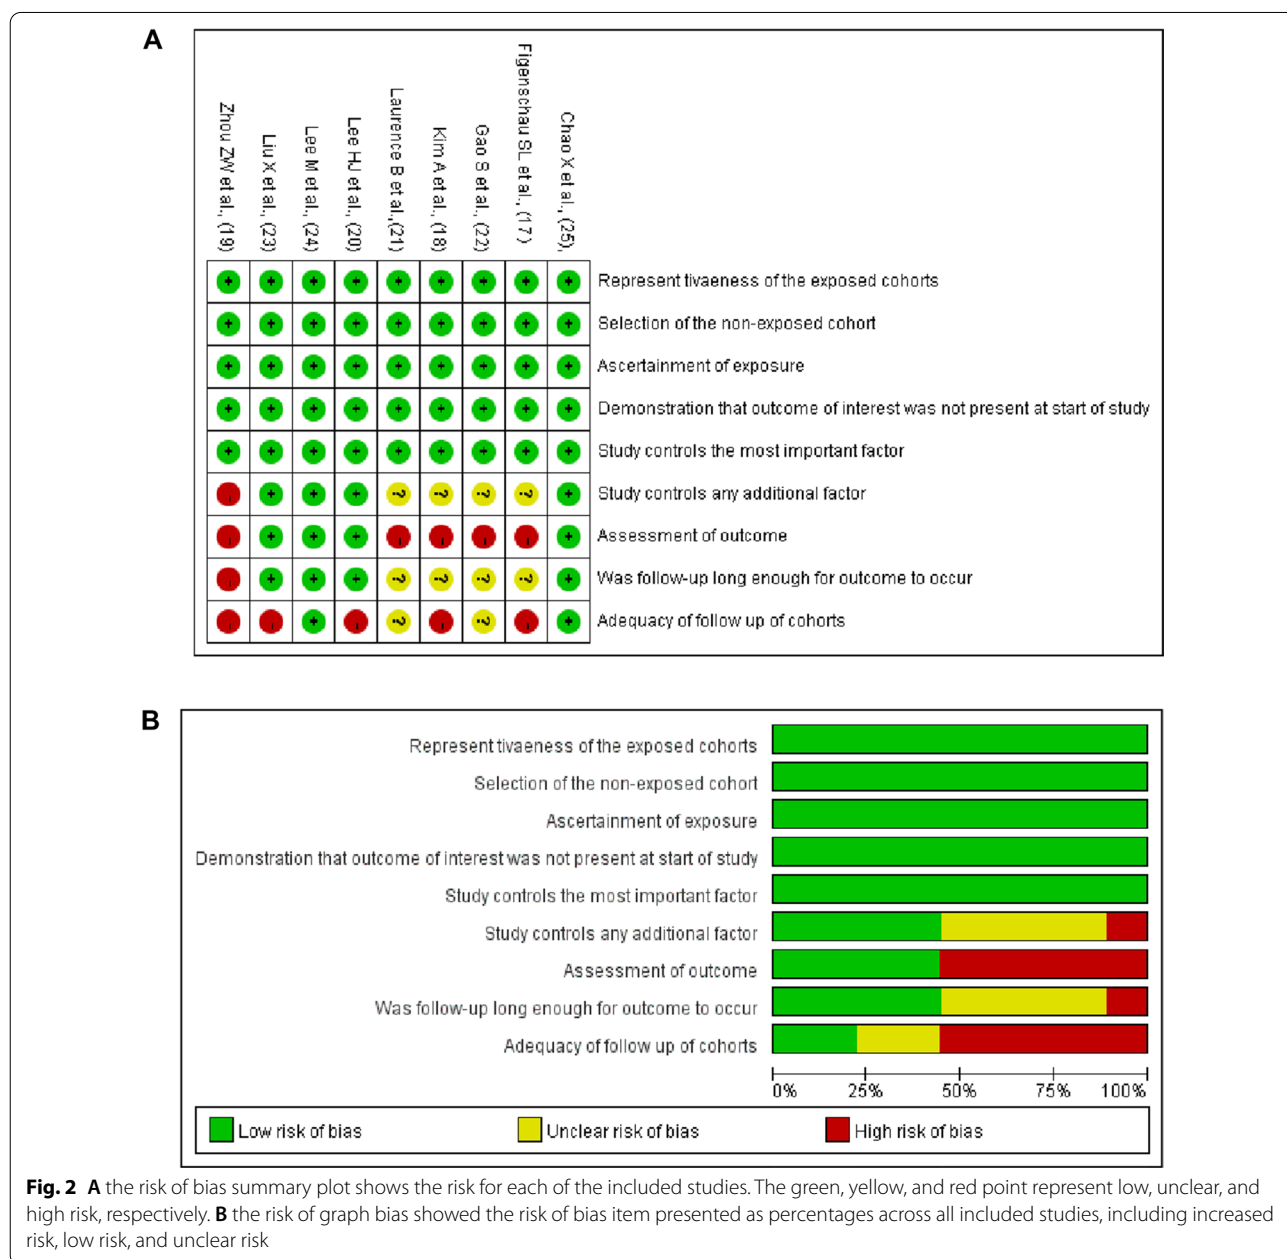 A
Zhou ZW et al., (19)
Liu X et al., (23)
Lee M et al., (24)
Lee HJ et al., (20)
Laurence B et al.,(21)
Kim A et al., (18)
Gao S et al., (22)
Figenschau SL et al., (17)
Chao X et al., (25),
+ + + + + + + + + Represent tivaeness of the exposed cohorts
+ + + + + + + + + Selection of the non-exposed cohort
+ + + + + + + + + Ascertainment of exposure
+ + + + + + + + + Demonstration that outcome of interest was not present at start of study
+ + + + + + + + + Study controls the most important factor
- + + + ? ? ? ? + Study controls any additional factor
- + + + - - - - + Assessment of outcome
- + + + ? ? ? ? + Was follow-up long enough for outcome to occur
- - + - ? - ? - + Adequacy of follow up of cohorts
B
Represent tivaeness of the exposed cohorts
Selection of the non-exposed cohort
Ascertainment of exposure
Demonstration that outcome of interest was not present at start of study
Study controls the most important factor
Study controls any additional factor
Assessment of outcome
Was follow-up long enough for outcome to occur
Adequacy of follow up of cohorts
0% 25% 50% 75% 100%
Low risk of bias Unclear risk of bias High risk of bias
Fig. 2 A the risk of bias summary plot shows the risk for each of the included studies. The green, yellow, and red point represent low, unclear, and
high risk, respectively. B the risk of graph bias showed the risk of bias item presented as percentages across all included studies, including increased
risk, low risk, and unclear risk